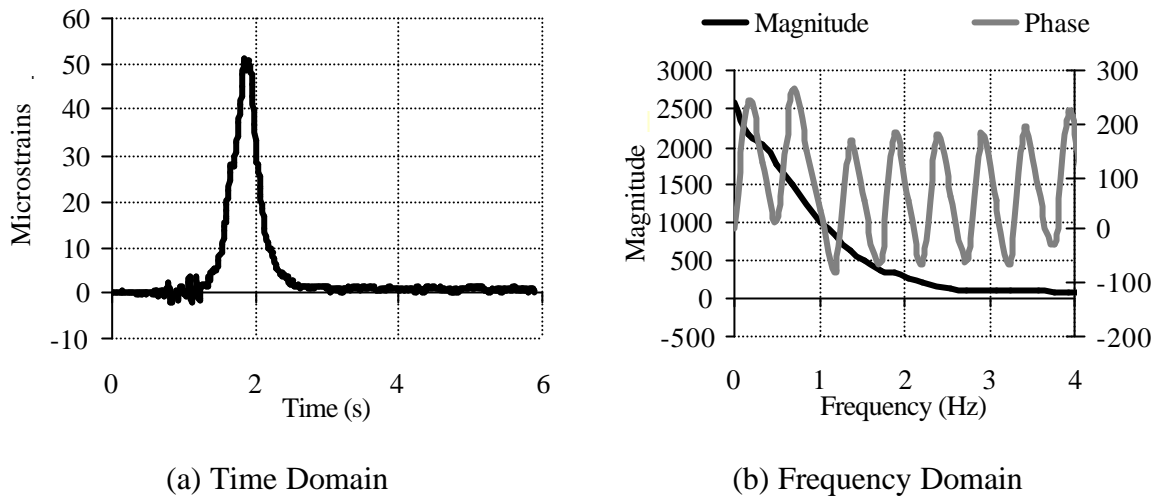 60
50
40
30
20
10
0
-10
Microstrains
0 2 4 6
Time (s)
(a) Time Domain
Magnitude Phase
3000
2500
2000
1500
1000
500
0
-500
Magnitude
300
200
100
0
-100
-200
0 1 2 3 4
Frequency (Hz)
(b) Frequency Domain